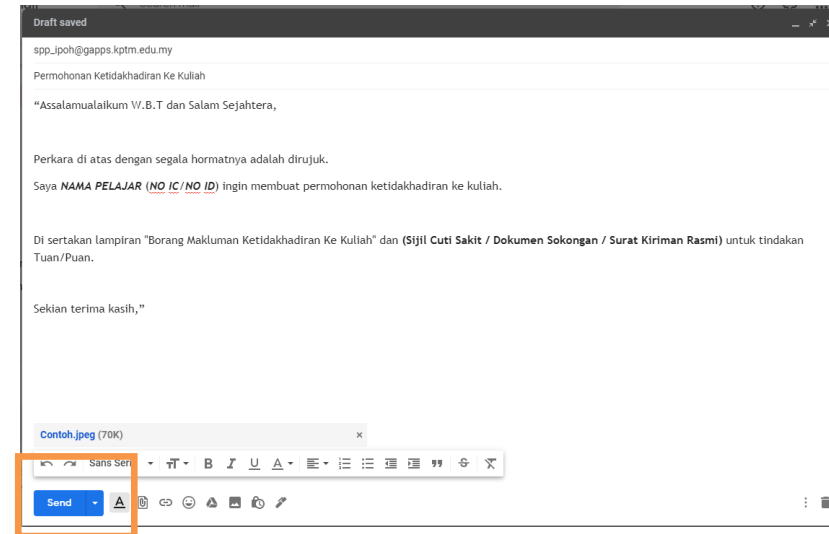 Draft saved
spp_ipoh@gapps.kptm.edu.my
Permohonan Ketidakhadiran Ke Kuliah
“Assalamualaikum W.B.T dan Salam Sejahtera,
Perkara di atas dengan segala hormatnya adalah dirujuk.
Saya NAMA PELAJAR (NO IC/NO ID) ingin membuat permohonan ketidakhadiran ke kuliah.
Di sertakan lampiran "Borang Makluman Ketidakhadiran Ke Kuliah" dan (Sijil Cuti Sakit / Dokumen Sokongan / Surat Kiriman Rasmi) untuk tindakan
Tuan/Puan.
Sekian terima kasih,”
Contoh.jpeg (70K)
Sans Serif
Send